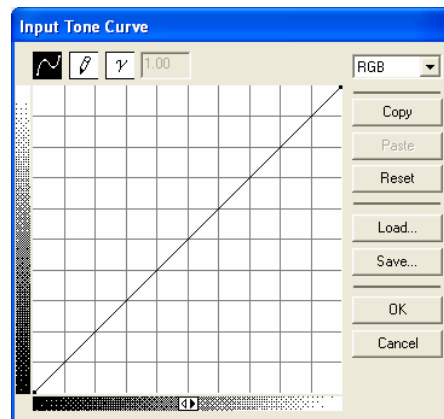 Input Tone Curve
γ
1.00
RGB
Copy
Paste
Reset
Load...
Save...
OK
Cancel